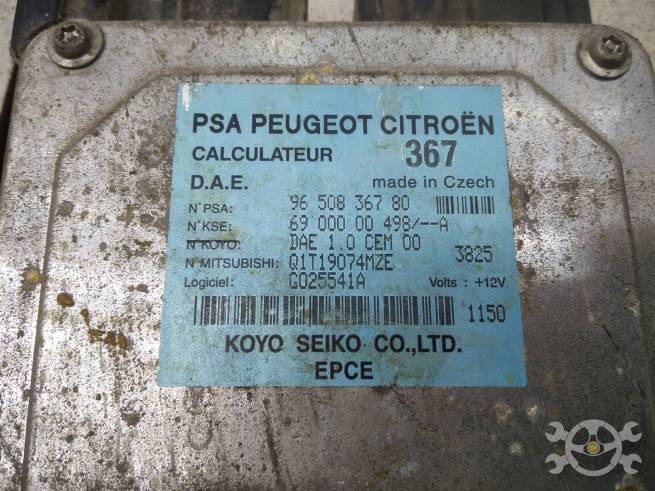 PSA PEUGEOT CITROËN
CALCULATEUR 367
D.A.E. made in Czech
N°PSA: 96 508 367 80
N°KSE: 69 000 00 498/--A
N°KOYO: DAE 1.0 CEM 00
N°MITSUBISHI: Q1T19074MZE 3825
Logiciel: G025541A Volts : +12V
1150
KOYO SEIKO CO.,LTD.
EPCE